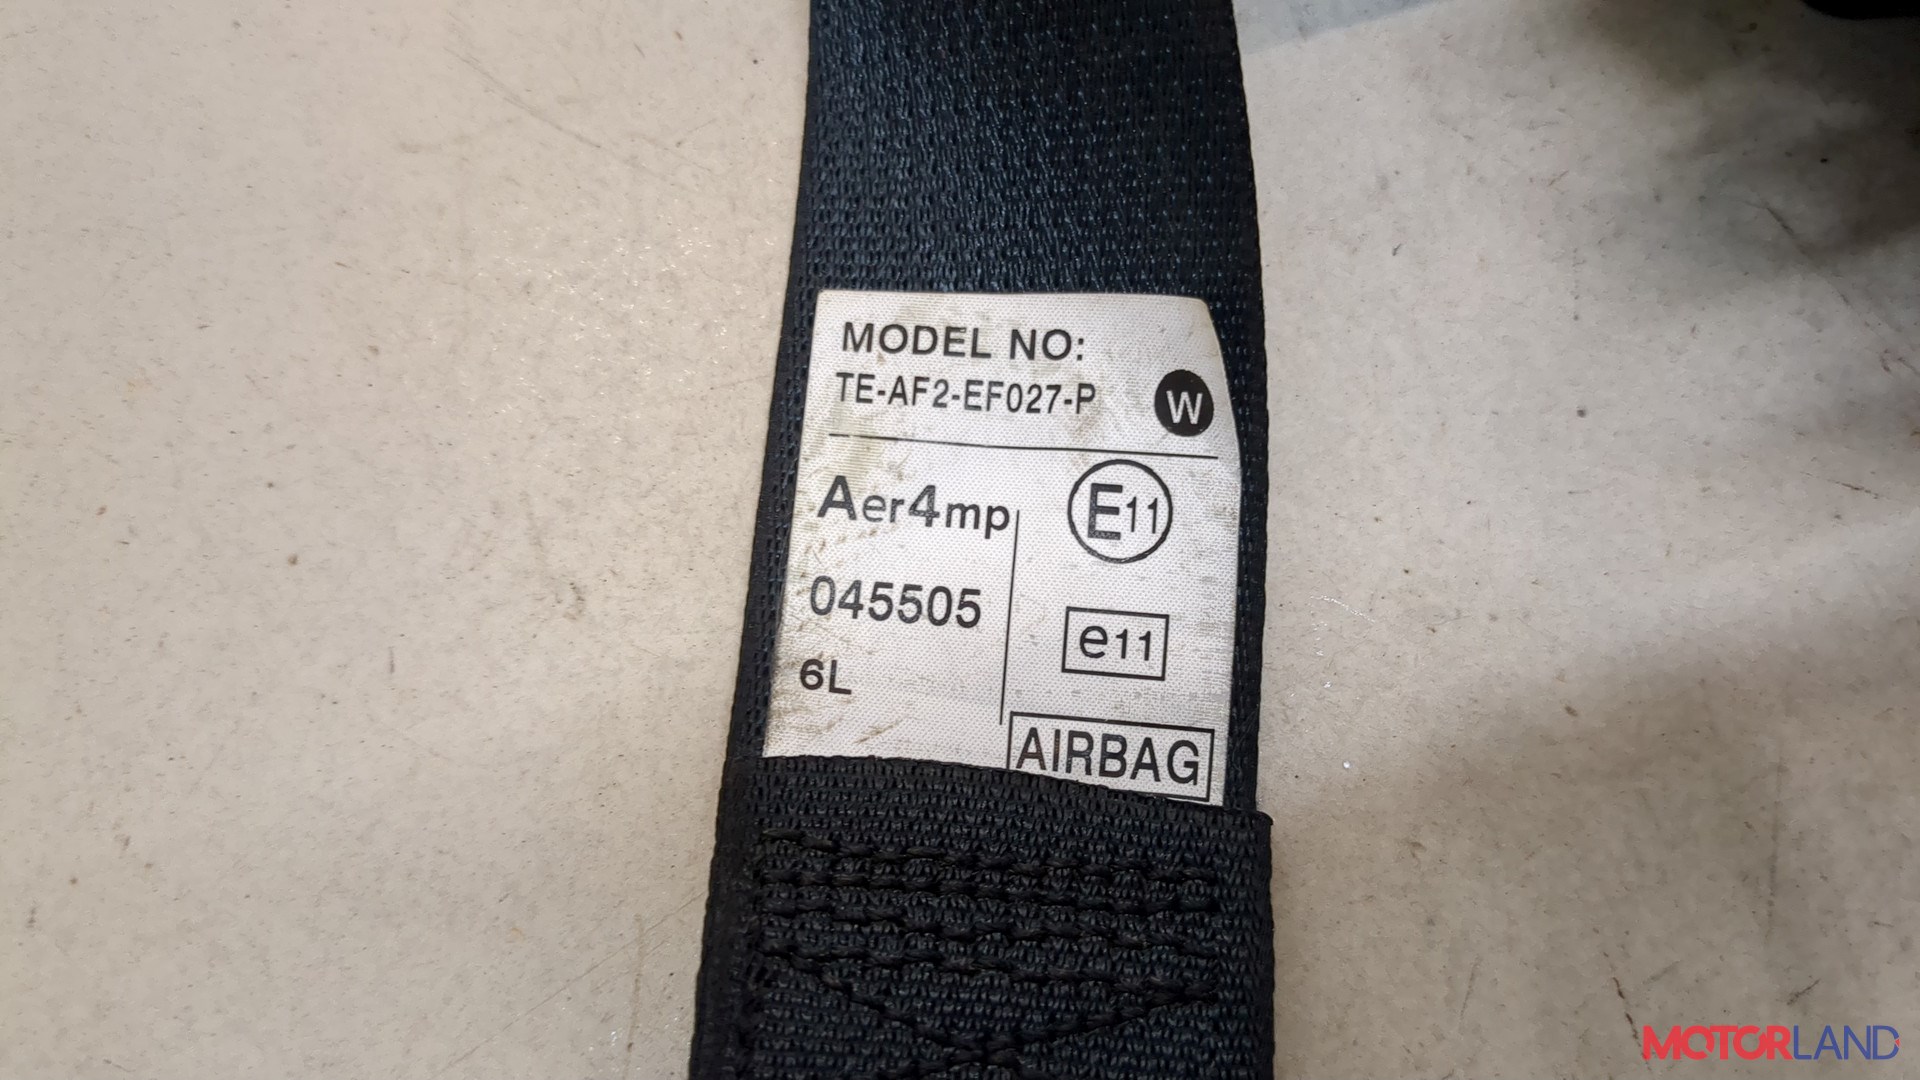 MODEL NO:
TE-AF2-EF027-P
W
Aer4mp
E11
045505
e11
6L
AIRBAG
MOTORLAND